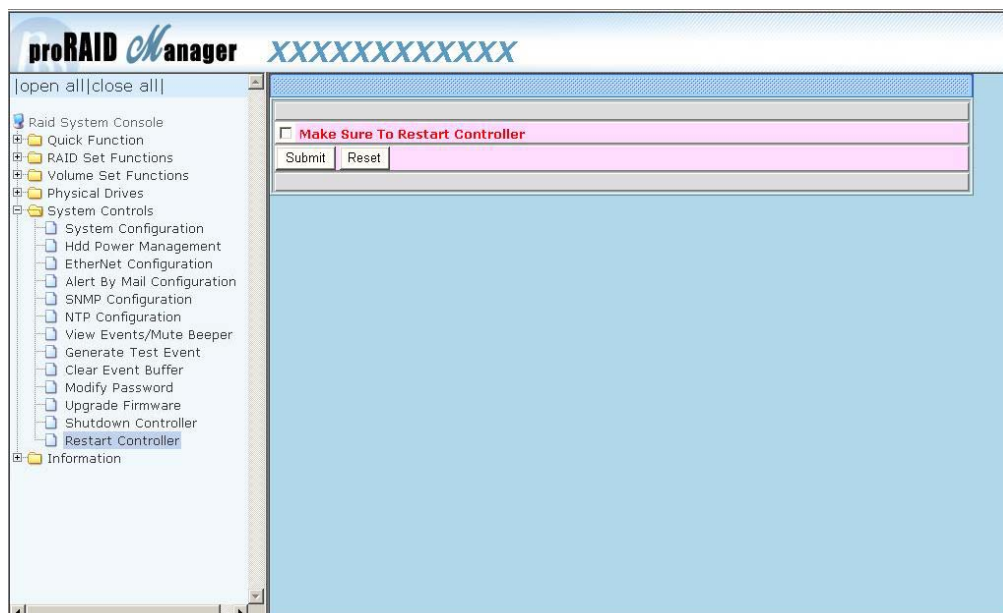 proRAID Manager XXXXXXXXXXXX
|open all|close all|
Raid System Console
Quick Function
RAID Set Functions
Volume Set Functions
Physical Drives
System Controls
System Configuration
Hdd Power Management
EtherNet Configuration
Alert By Mail Configuration
SNMP Configuration
NTP Configuration
View Events/Mute Beeper
Generate Test Event
Clear Event Buffer
Modify Password
Upgrade Firmware
Shutdown Controller
Restart Controller
Information
Make Sure To Restart Controller
Submit Reset